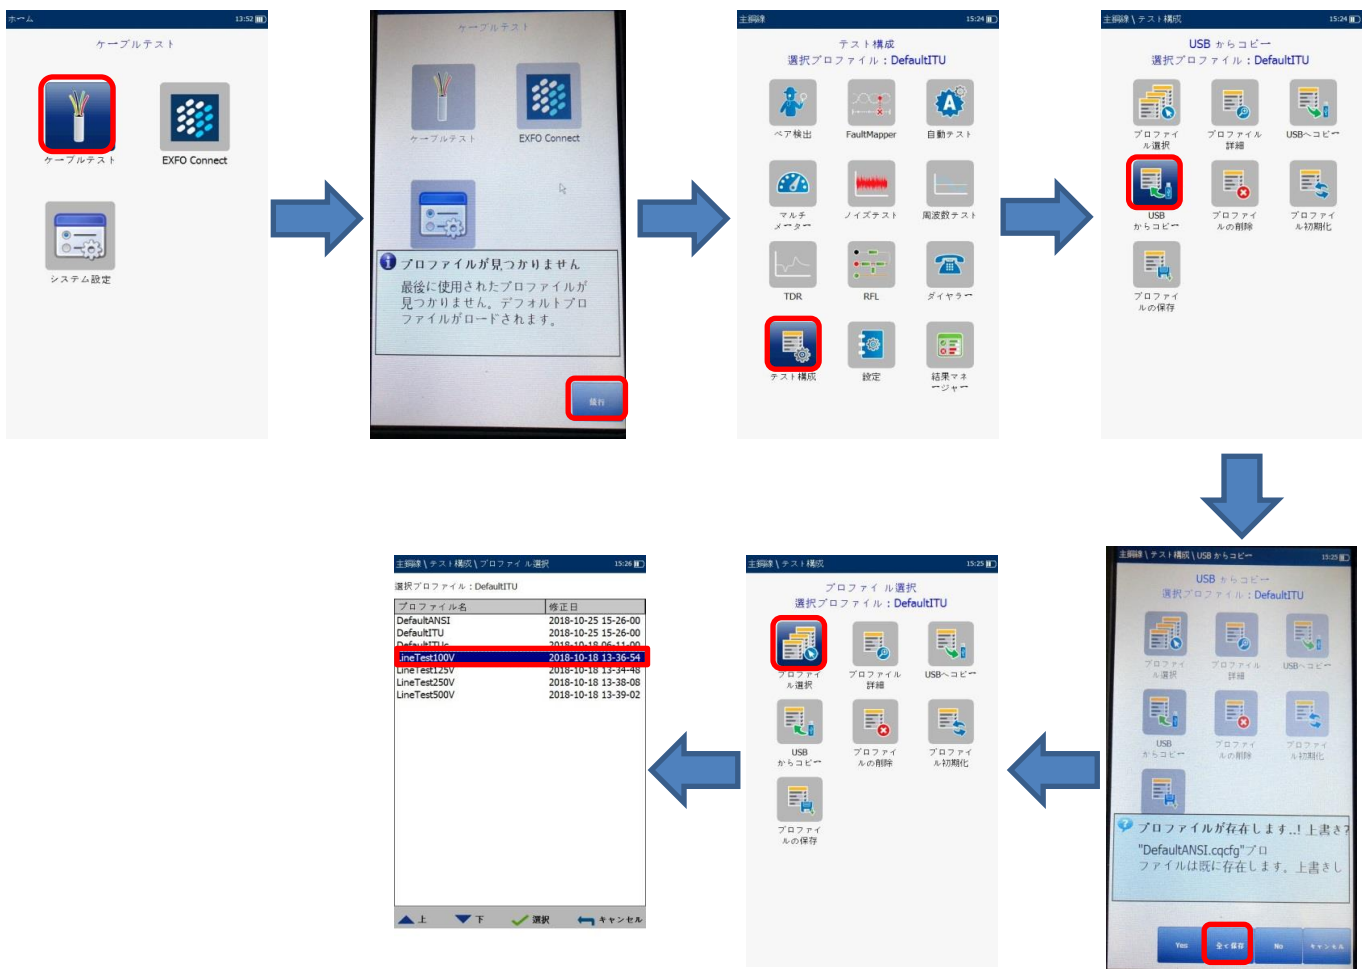 ホーム 13:52
ケーブルテスト
ケーブルテスト
EXFO Connect
システム設定
ケーブルテスト
ケーブルテスト
EXFO Connect
プロファイルが見つかりません
最後に使用されたプロファイルが
見つかりません。デフォルトプロ
ファイルがロードされます。
続行
主銅線 15:24
テスト構成
選択プロファイル：DefaultITU
ペア検出
FaultMapper
自動テスト
マルチ
メーター
ノイズテスト
周波数テスト
TDR
RFL
ダイヤラー
テスト構成
設定
結果マネ
ージャー
主銅線 \ テスト構成 15:24
USB からコピー
選択プロファイル：DefaultITU
プロファイ
ル選択
プロファイル
詳細
USBへコピー
USB
からコピー
プロファイ
ルの削除
プロファイ
ル初期化
プロファイ
ルの保存
主銅線 \ テスト構成 \ USB からコピー 15:25
USB からコピー
選択プロファイル：DefaultITU
プロファイ
ル選択
プロファイル
詳細
USBへコピー
USB
からコピー
プロファイ
ルの削除
プロファイ
ル初期化
プロファイルが存在します..! 上書き?
"DefaultANSI.cqcfg"プロ
ファイルは既に存在します。上書きし
Yes
全て保存
No
キャンセル
主銅線 \ テスト構成 15:25
プロファイル選択
選択プロファイル：DefaultITU
プロファイ
ル選択
プロファイル
詳細
USBへコピー
USB
からコピー
プロファイ
ルの削除
プロファイ
ル初期化
プロファイ
ルの保存
主銅線 \ テスト構成 \ プロファイル選択 15:26
選択プロファイル：DefaultITU
プロファイル名 修正日
DefaultANSI 2018-10-25 15-26-00
DefaultITU 2018-10-25 15-26-00
DefaultITUc 2018-10-18 06-11-00
LineTest100V 2018-10-18 13-36-54
LineTest125V 2018-10-18 13-34-48
LineTest250V 2018-10-18 13-38-08
LineTest500V 2018-10-18 13-39-02
上 下 選択 キャンセル